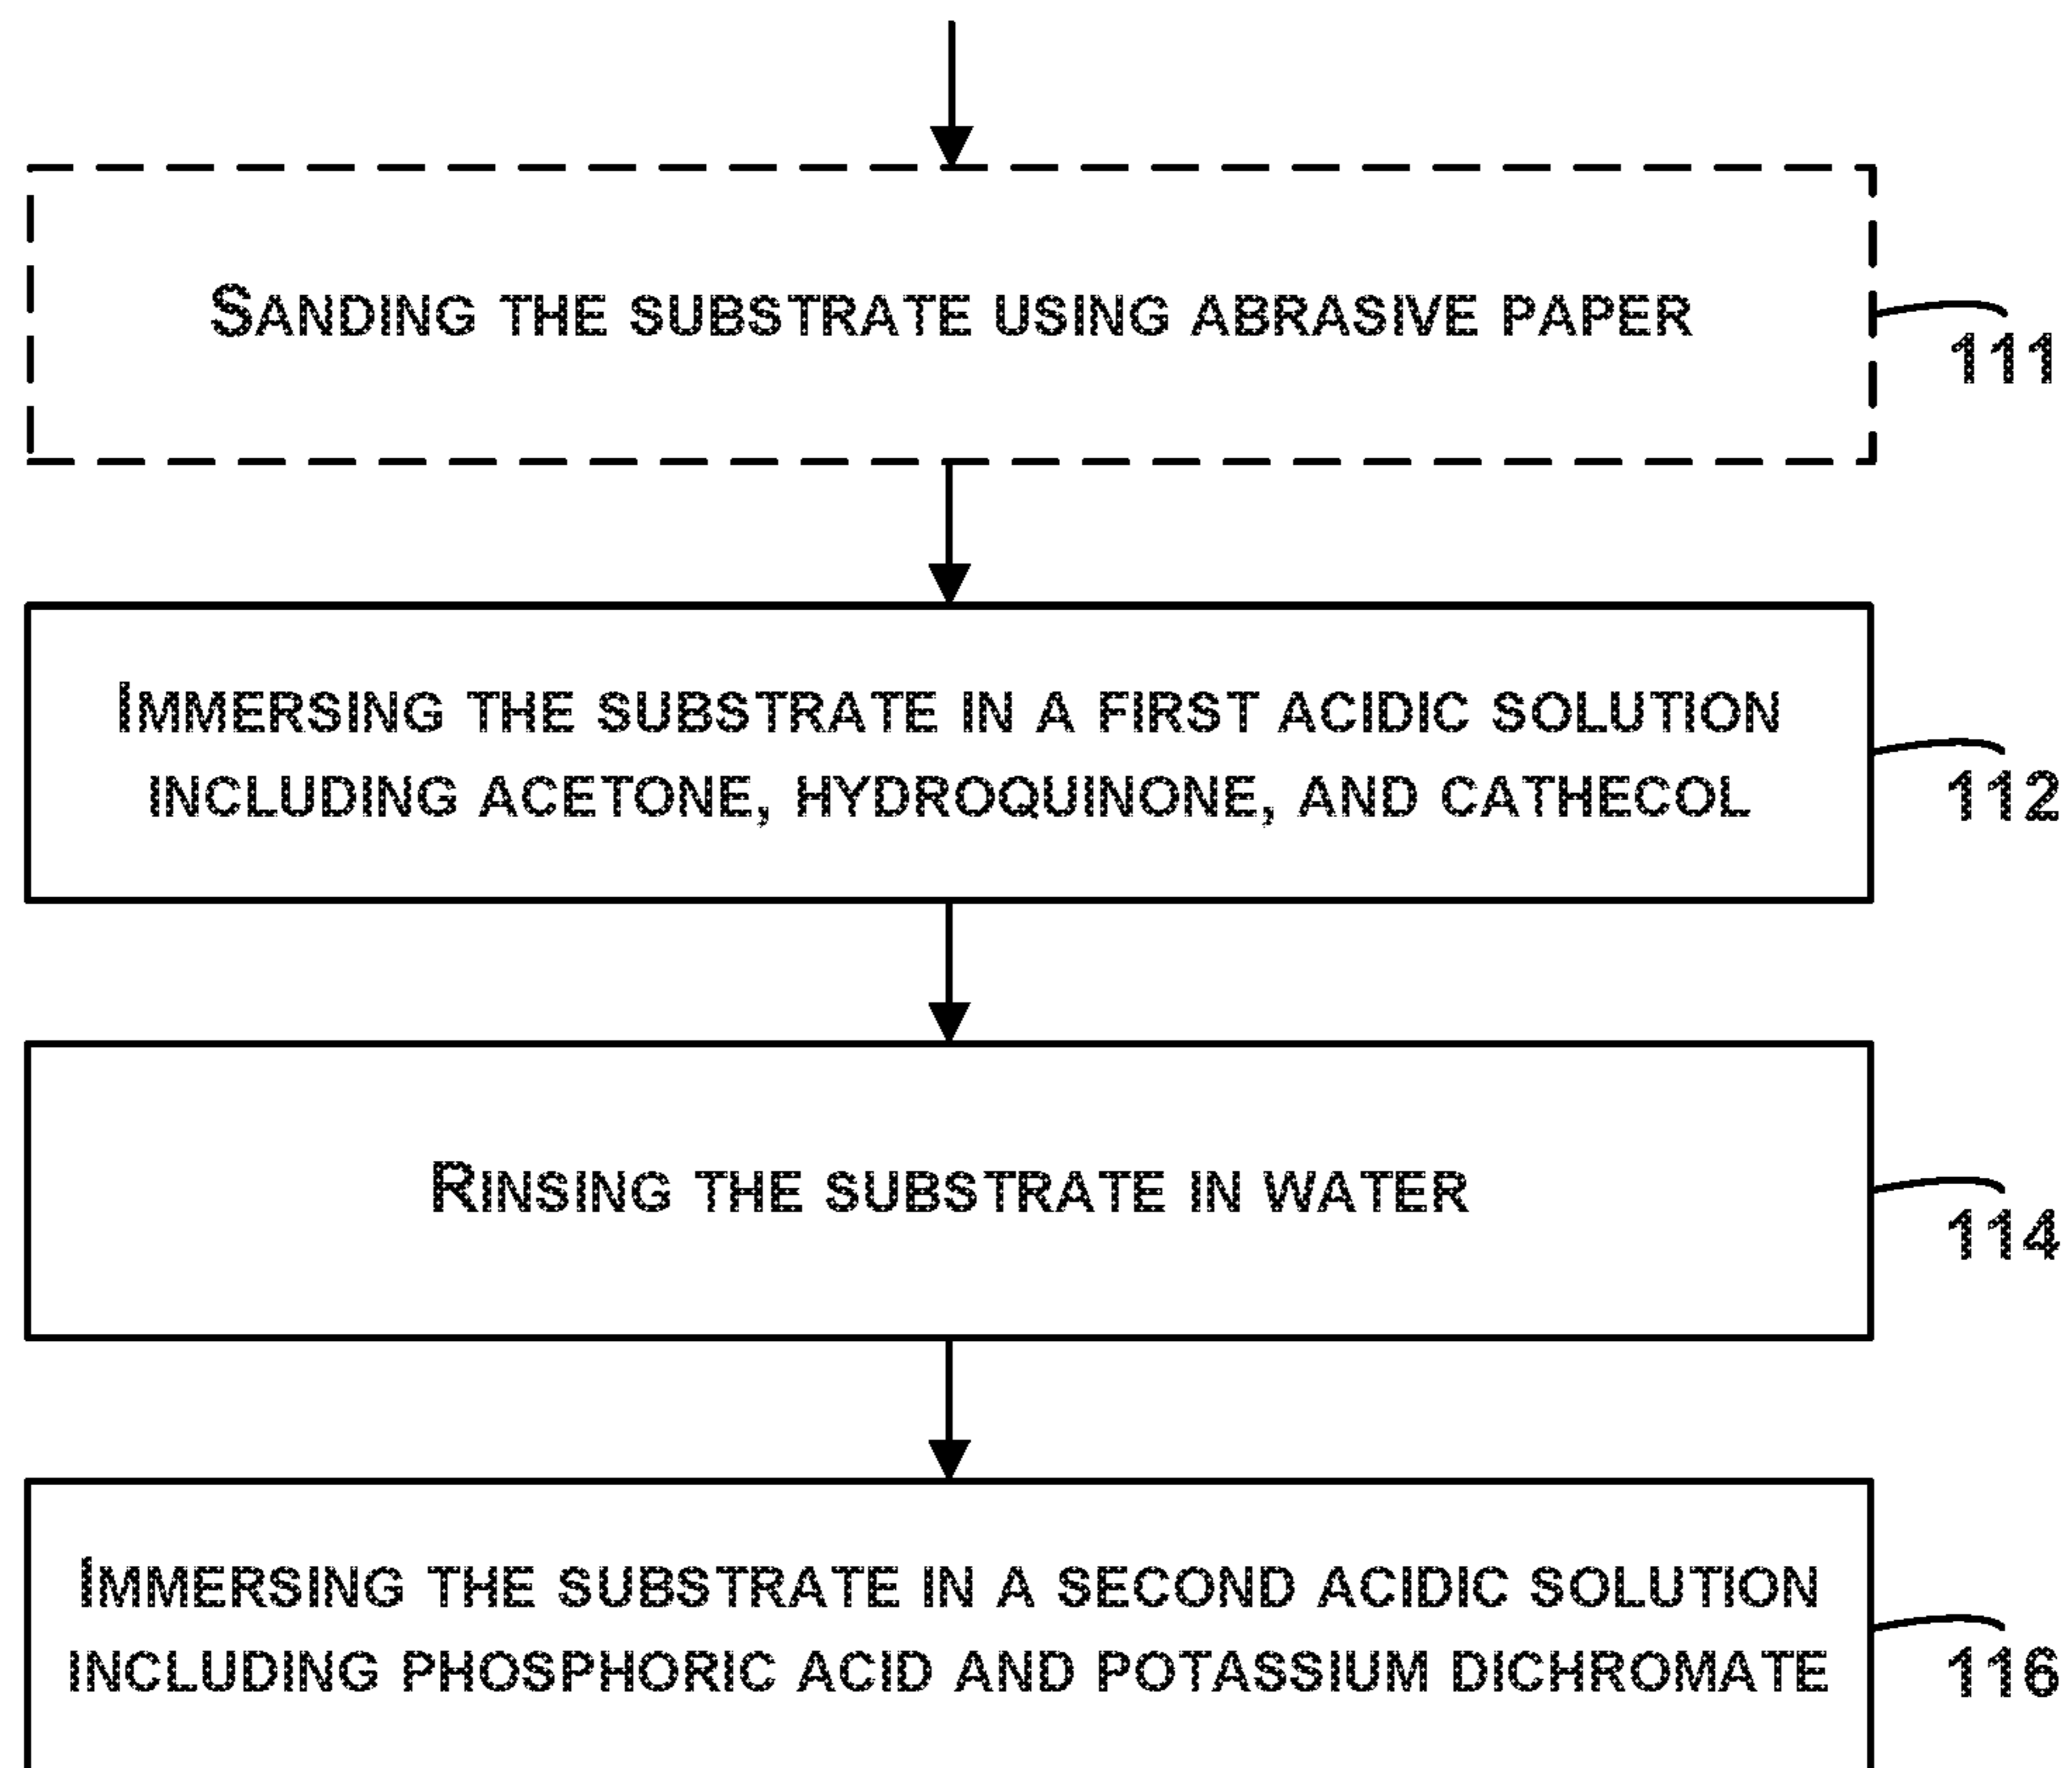 SANDING THE SUBSTRATE USING ABRASIVE PAPER
111
IMMERSING THE SUBSTRATE IN A FIRST ACIDIC SOLUTION
INCLUDING ACETONE, HYDROQUINONE, AND CATHECOL
112
RINSING THE SUBSTRATE IN WATER
114
IMMERSING THE SUBSTRATE IN A SECOND ACIDIC SOLUTION
INCLUDING PHOSPHORIC ACID AND POTASSIUM DICHROMATE
116